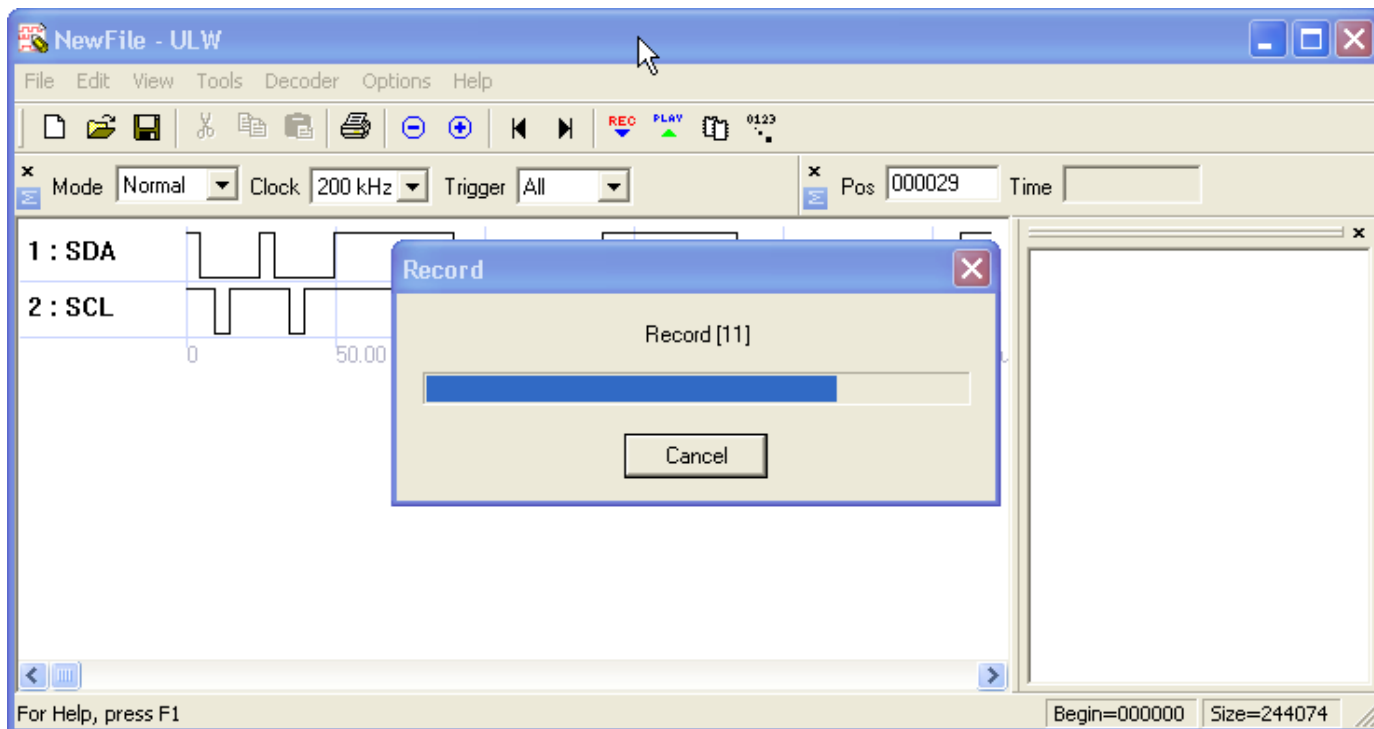 NewFile - ULW
File Edit View Tools Decoder Options Help
REC PLAY 0123
Mode Normal Clock 200 kHz Trigger All Pos 000029 Time
1 : SDA
2 : SCL
0 50.00
Record
Record [11]
Cancel
For Help, press F1 Begin=000000 Size=244074